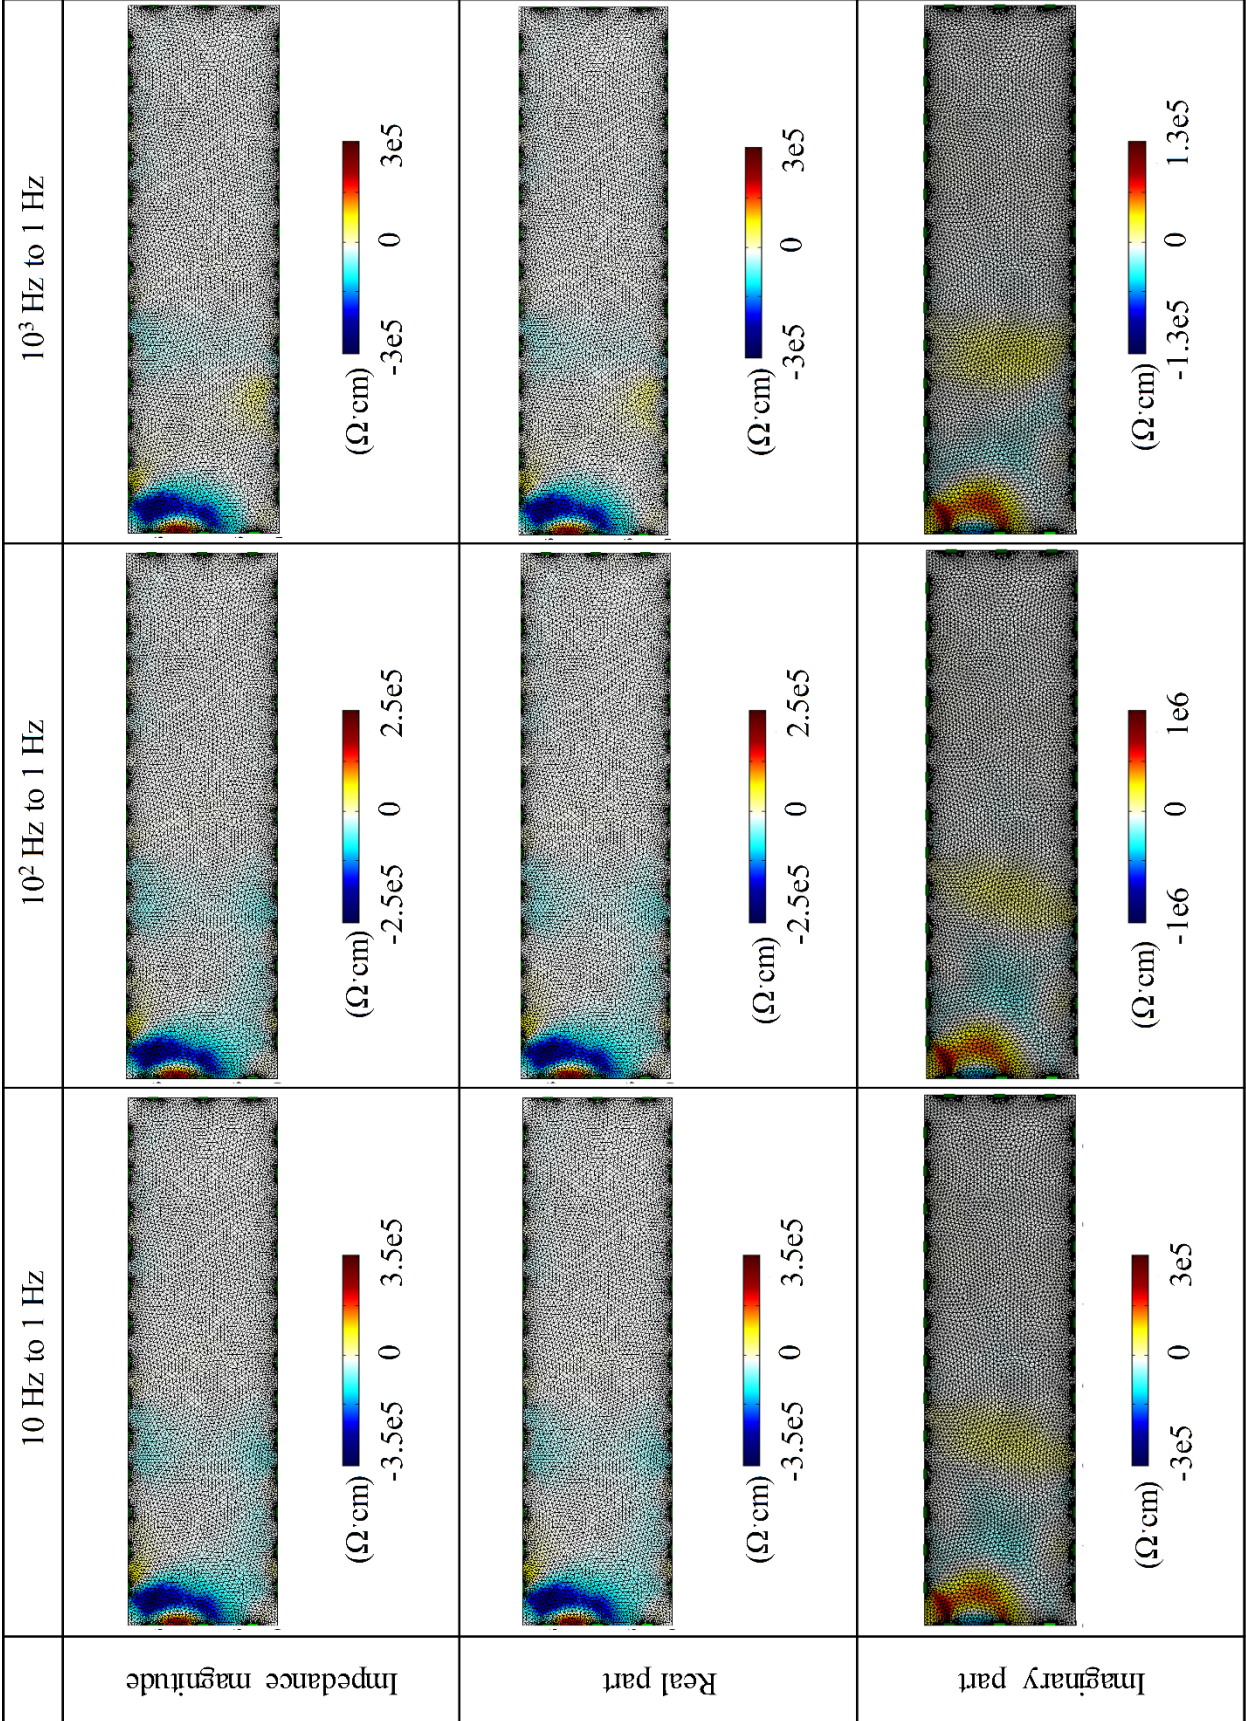 10 Hz to 1 Hz
10² Hz to 1 Hz
10³ Hz to 1 Hz
Impedance magnitude
(Ω·cm)
-3.5e5 0 3.5e5
(Ω·cm)
-2.5e5 0 2.5e5
(Ω·cm)
-3e5 0 3e5
Real part
(Ω·cm)
-3.5e5 0 3.5e5
(Ω·cm)
-2.5e5 0 2.5e5
(Ω·cm)
-3e5 0 3e5
Imaginary part
(Ω·cm)
-3e5 0 3e5
(Ω·cm)
-1e6 0 1e6
(Ω·cm)
-1.3e5 0 1.3e5